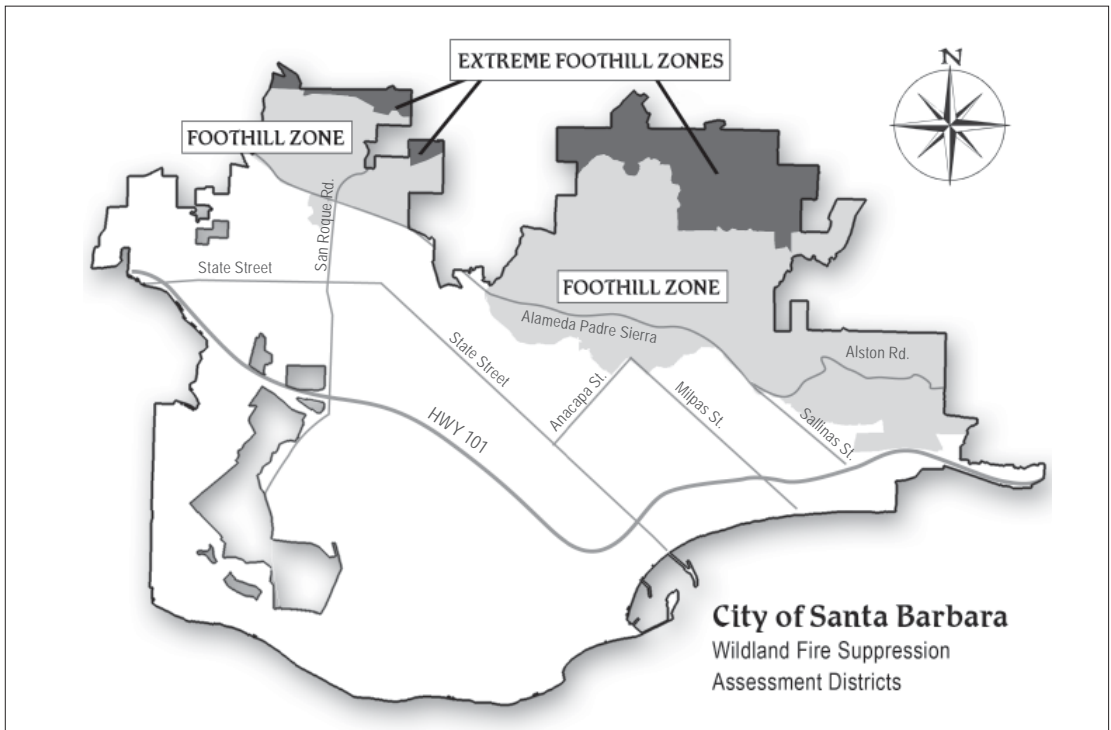 N
EXTREME FOOTHILL ZONES
FOOTHILL ZONE
San Roque Rd.
State Street
FOOTHILL ZONE
Alameda Padre Sierra
State Street
Alston Rd.
Anacapa St.
Milpas St.
Sallinas St.
HWY 101
City of Santa Barbara
Wildland Fire Suppression
Assessment Districts